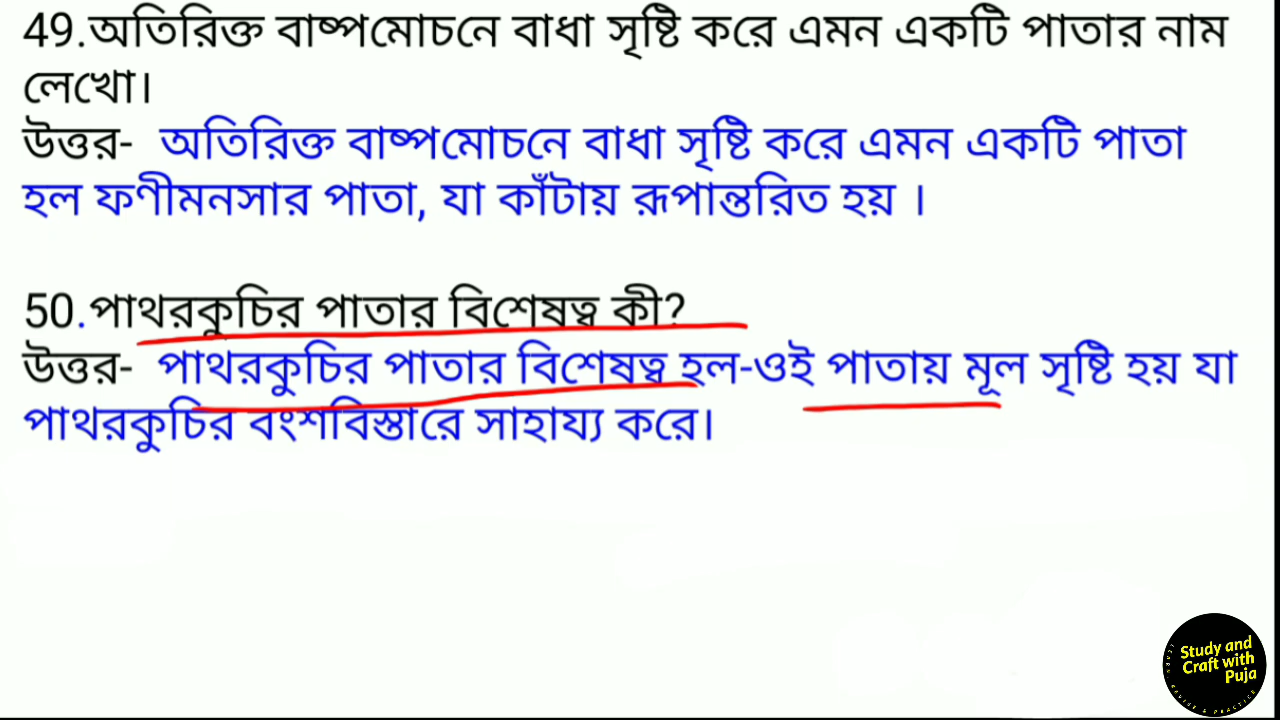 49.অতিরিক্ত বাষ্পমোচনে বাধা সৃষ্টি করে এমন একটি পাতার নাম
লেখো।
উত্তর- অতিরিক্ত বাষ্পমোচনে বাধা সৃষ্টি করে এমন একটি পাতা
হল ফণীমনসার পাতা, যা কাঁটায় রূপান্তরিত হয় ।
50.পাথরকুচির পাতার বিশেষত্ব কী?
উত্তর- পাথরকুচির পাতার বিশেষত্ব হল-ওই পাতায় মূল সৃষ্টি হয় যা
পাথরকুচির বংশবিস্তারে সাহায্য করে।
Study and
Craft with
Puja